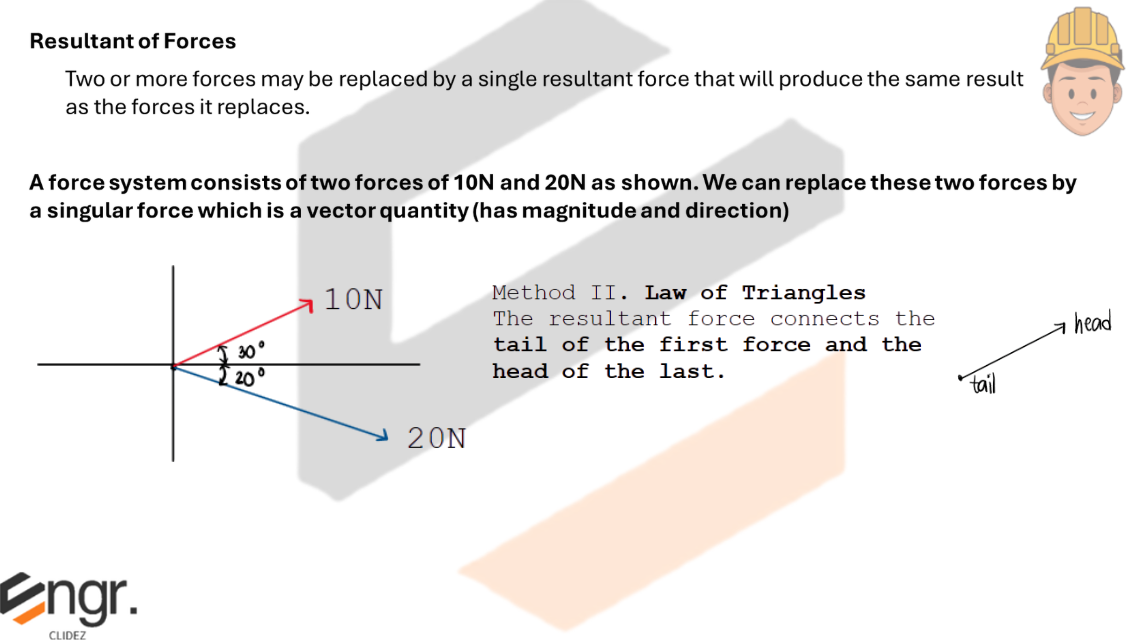 Resultant of Forces
Two or more forces may be replaced by a single resultant force that will produce the same result
as the forces it replaces.
A force system consists of two forces of 10N and 20N as shown. We can replace these two forces by
a singular force which is a vector quantity (has magnitude and direction)
10N
30°
20°
20N
Method II. Law of Triangles
The resultant force connects the
tail of the first force and the
head of the last.
head
tail
Engr.
CLIDEZ